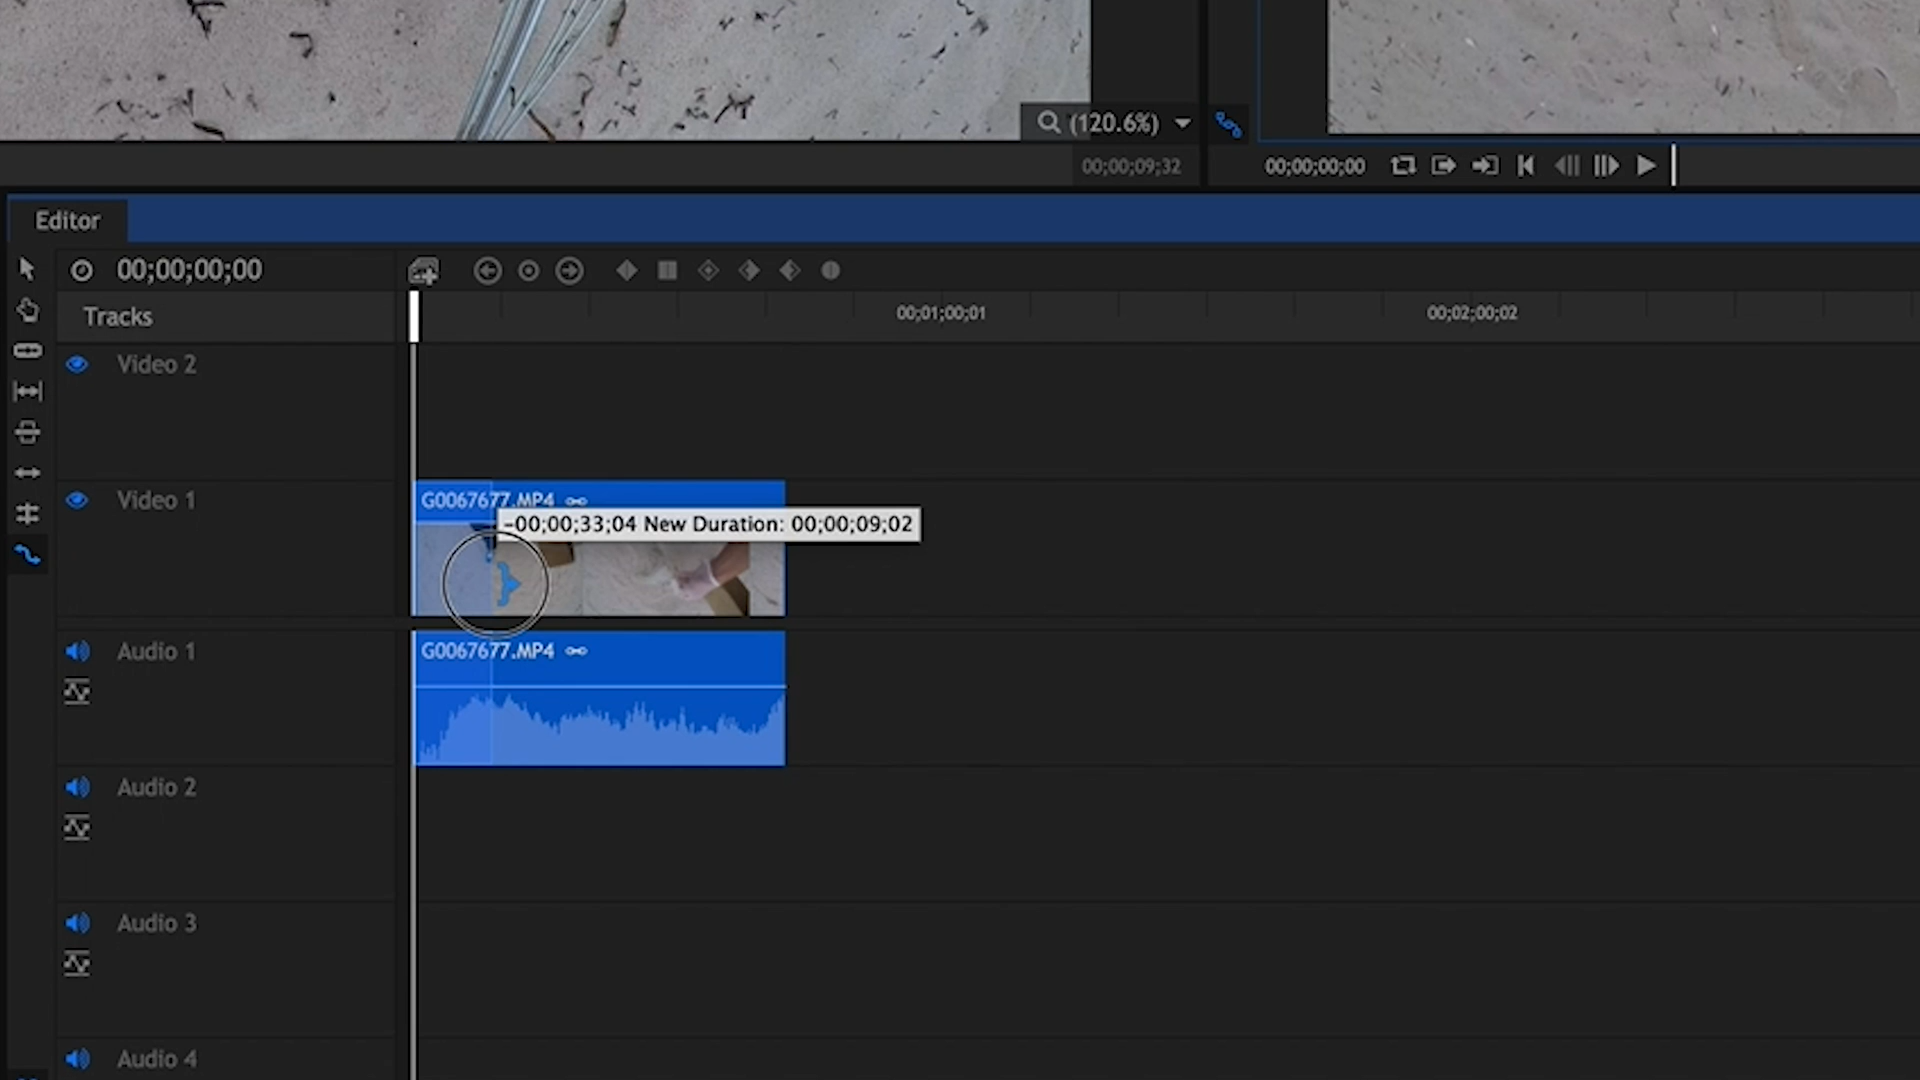 (120.6%)
00;00;09;32
00;00;00;00
Editor
00;00;00;00
Tracks
00;01;00;01
00;02;00;02
Video 2
Video 1
G0067677.MP4
-00;00;33;04 New Duration: 00;00;09;02
Audio 1
G0067677.MP4
Audio 2
Audio 3
Audio 4